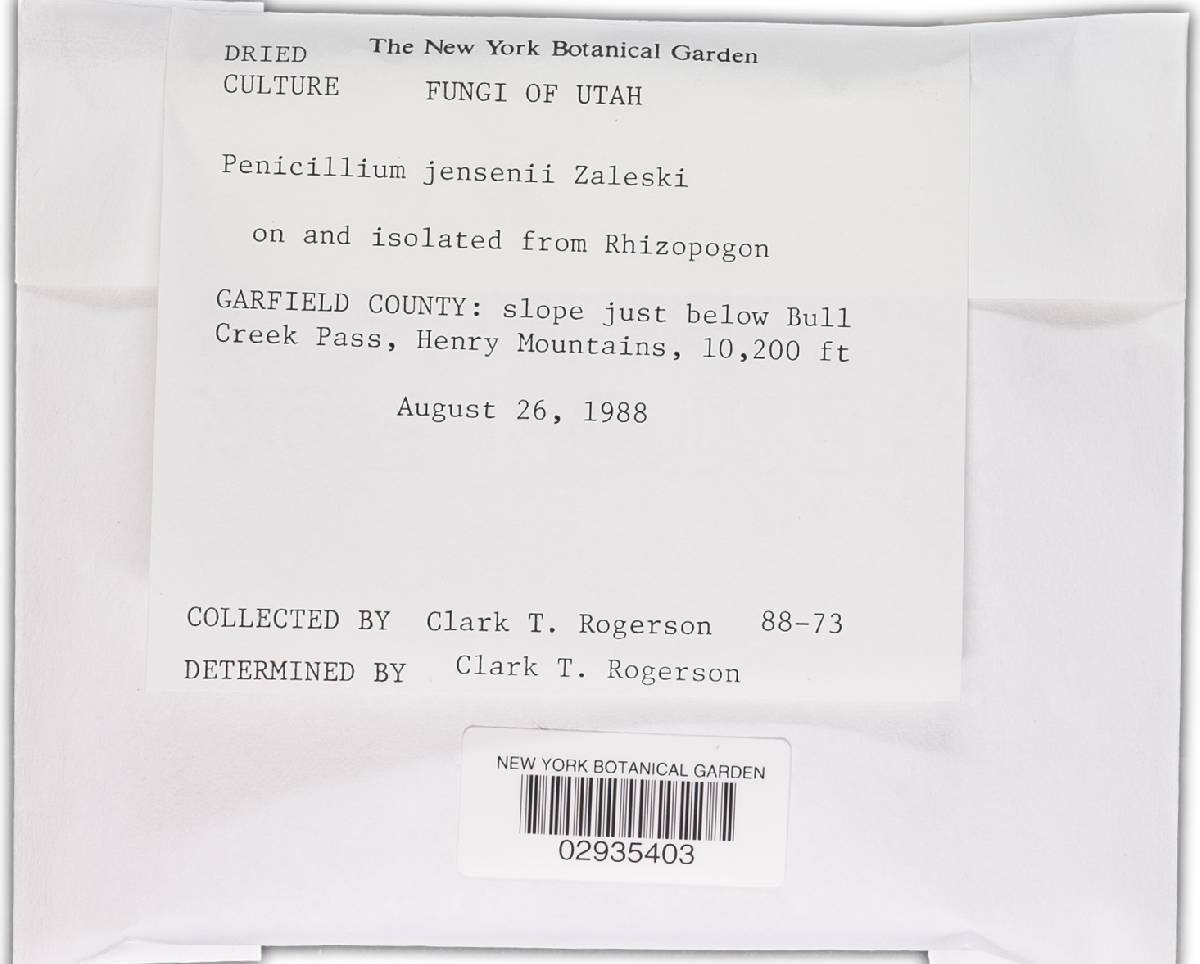 The New York Botanical Garden
DRIED
CULTURE FUNGI OF UTAH
Penicillium jensenii Zaleski
on and isolated from Rhizopogon
GARFIELD COUNTY: slope just below Bull
Creek Pass, Henry Mountains, 10,200 ft
August 26, 1988
COLLECTED BY Clark T. Rogerson 88-73
DETERMINED BY Clark T. Rogerson
NEW YORK BOTANICAL GARDEN
02935403